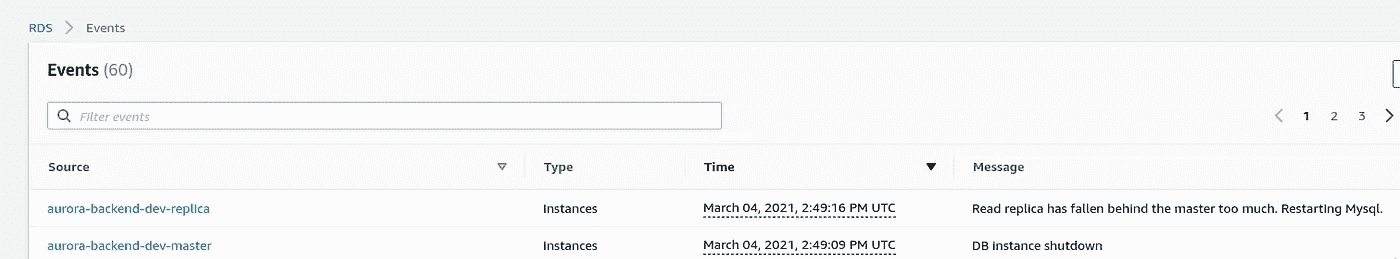 RDS > Events
Events (60)
Filter events
1 2 3
Source Type Time Message
aurora-backend-dev-replica Instances March 04, 2021, 2:49:16 PM UTC Read replica has fallen behind the master too much. Restarting Mysql.
aurora-backend-dev-master Instances March 04, 2021, 2:49:09 PM UTC DB instance shutdown